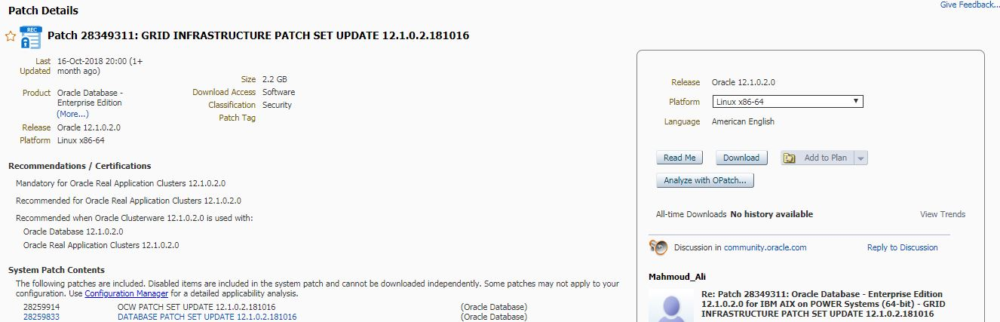 Give Feedback...
Patch Details
REC
Patch 28349311: GRID INFRASTRUCTURE PATCH SET UPDATE 12.1.0.2.181016
Last Updated 16-Oct-2018 20:00 (1+
month ago)
Product Oracle Database -
Enterprise Edition
(More...)
Release Oracle 12.1.0.2.0
Platform Linux x86-64
Size 2.2 GB
Download Access Software
Classification Security
Patch Tag
Recommendations / Certifications
Mandatory for Oracle Real Application Clusters 12.1.0.2.0
Recommended for Oracle Real Application Clusters 12.1.0.2.0
Recommended when Oracle Clusterware 12.1.0.2.0 is used with:
Oracle Database 12.1.0.2.0
Oracle Real Application Clusters 12.1.0.2.0
System Patch Contents
The following patches are included. Disabled items are included in the system patch and cannot be downloaded independently. Some patches may not apply to your
configuration. Use Configuration Manager for a detailed applicability analysis.
28259914 OCW PATCH SET UPDATE 12.1.0.2.181016 (Oracle Database)
28259833 DATABASE PATCH SET UPDATE 12.1.0.2.181016 (Oracle Database)
Release Oracle 12.1.0.2.0
Platform Linux x86-64
Language American English
Read Me Download Add to Plan
Analyze with OPatch...
All-time Downloads No history available View Trends
Discussion in community.oracle.com Reply to Discussion
Mahmoud_Ali
Re: Patch 28349311: Oracle Database - Enterprise Edition
12.1.0.2.0 for IBM AIX on POWER Systems (64-bit) - GRID
INFRASTRUCTURE PATCH SET UPDATE 12.1.0.2.181016